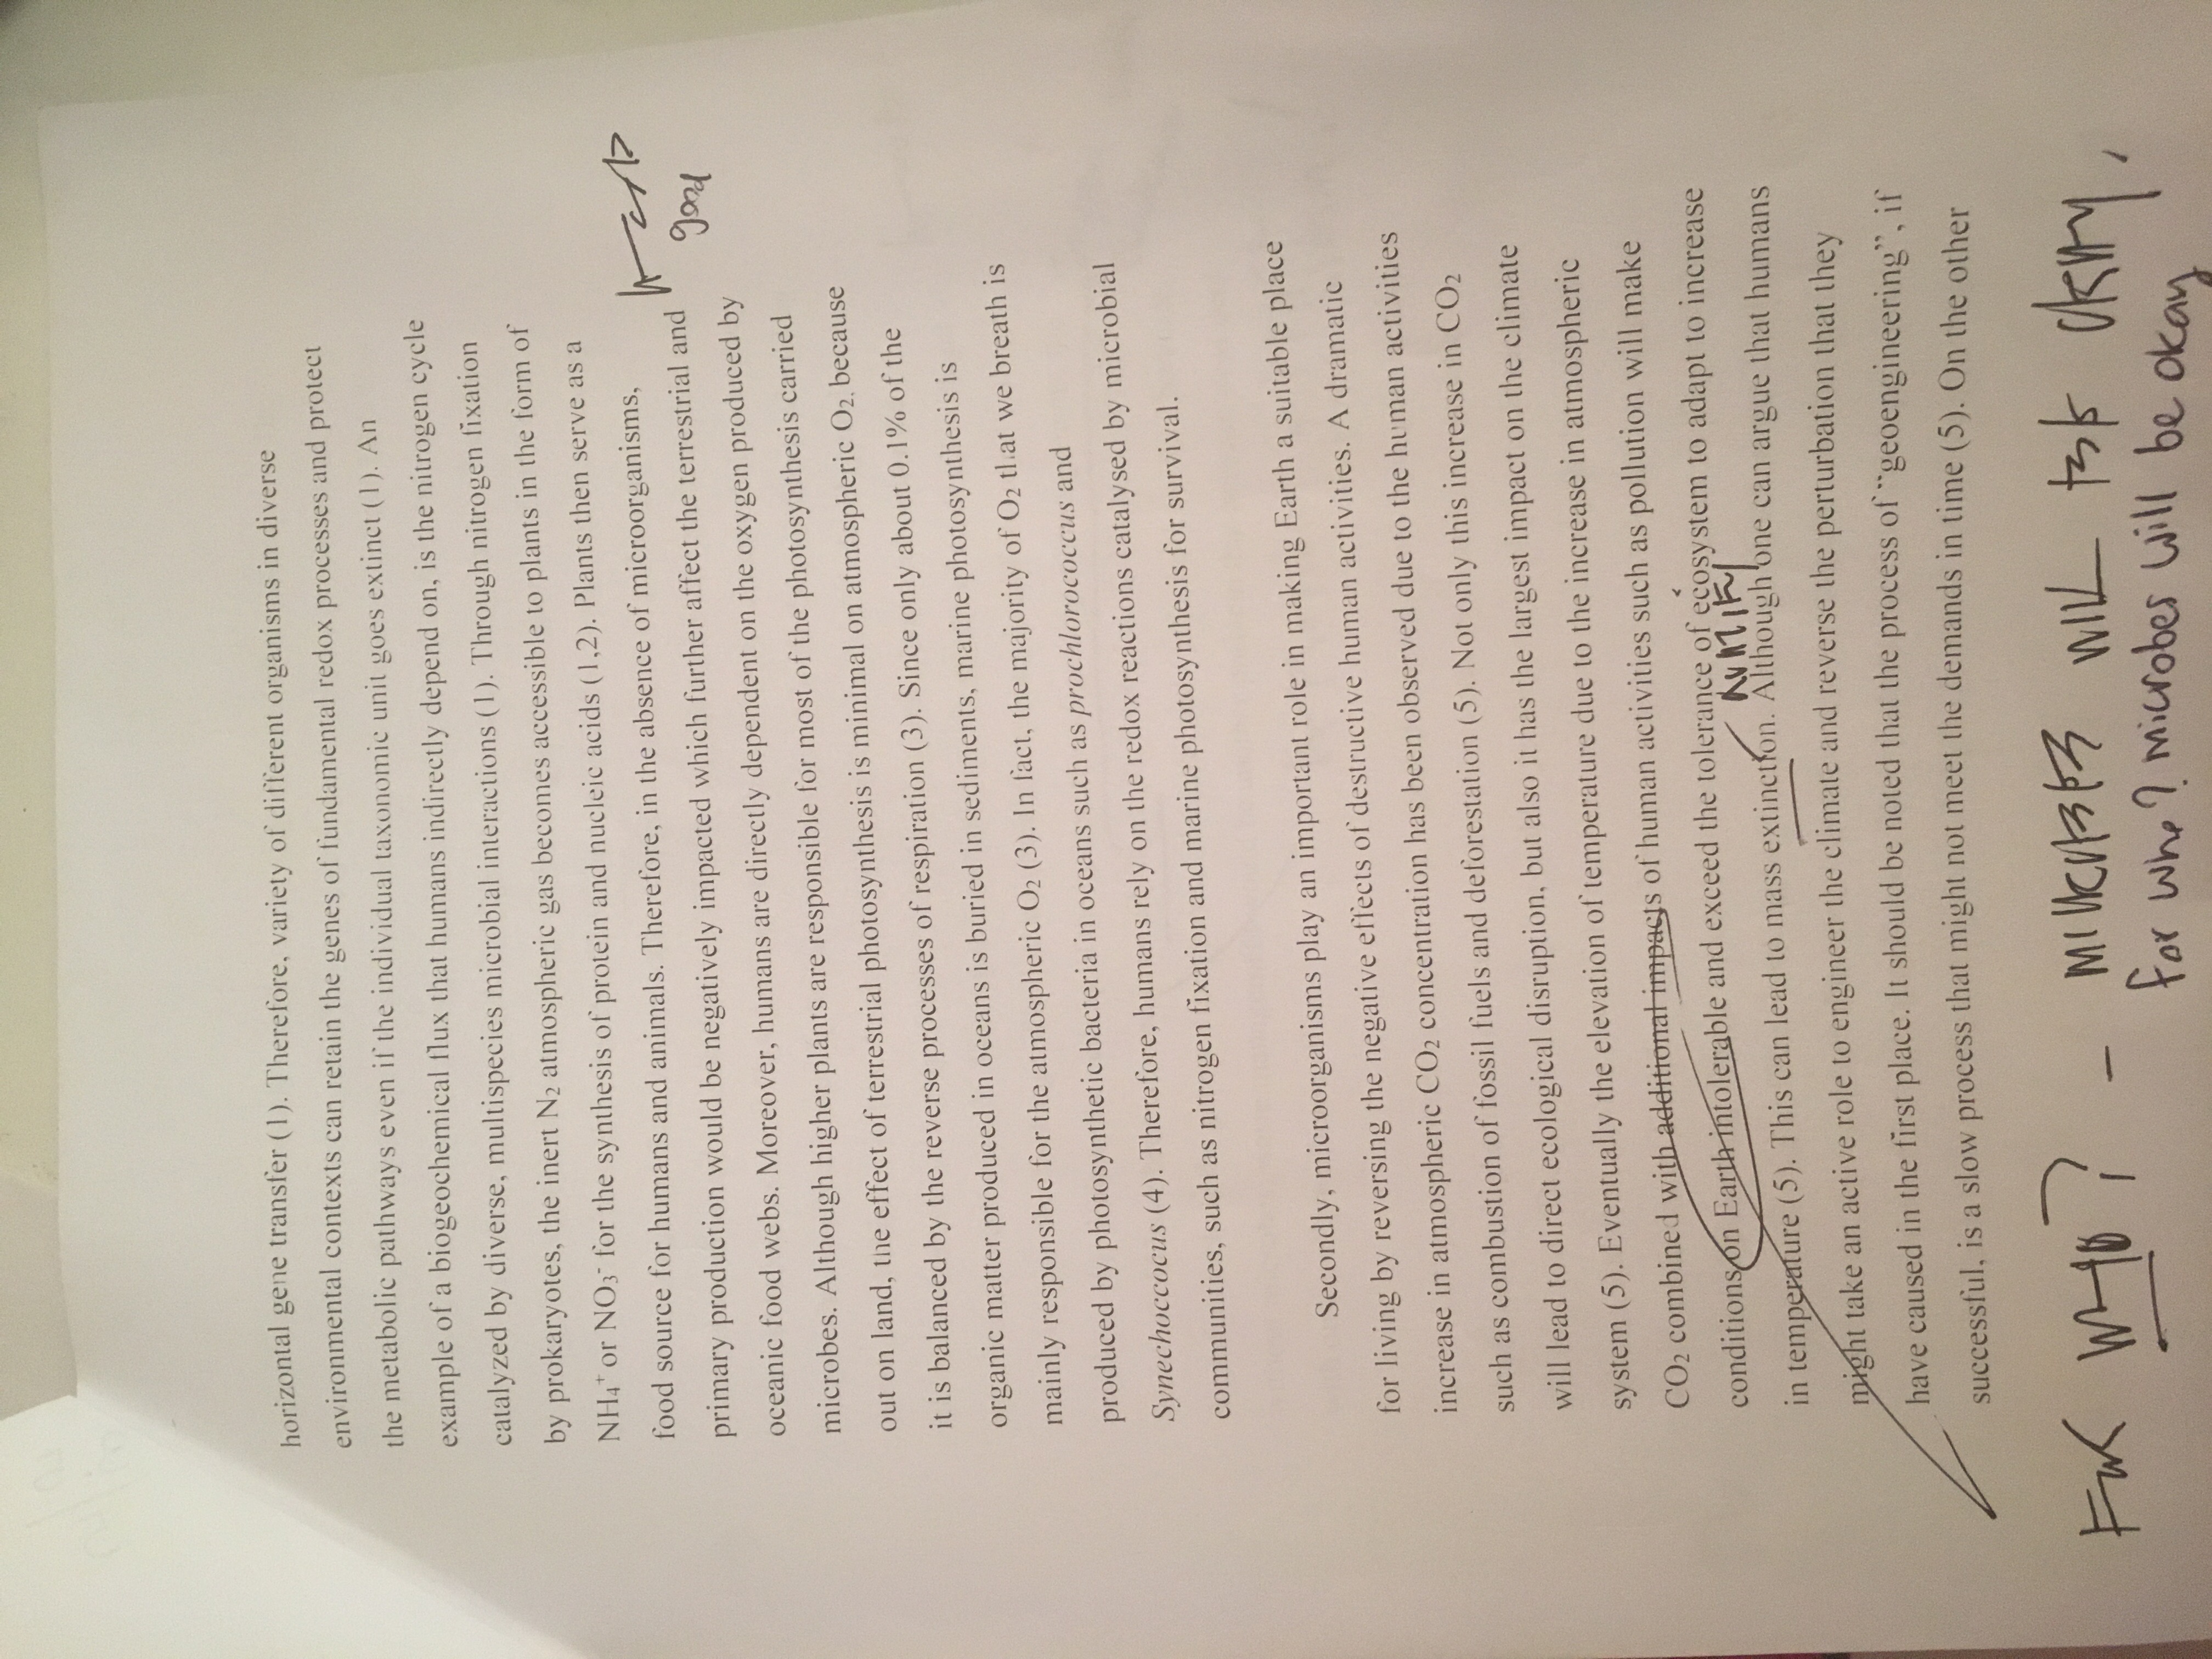 horizontal gene transfer (1). Therefore, variety of different organisms in diverse
environmental contexts can retain the genes of fundamental redox processes and protect
the metabolic pathways even if the individual taxonomic unit goes extinct (1). An
example of a biogeochemical flux that humans indirectly depend on, is the nitrogen cycle
catalyzed by diverse, multispecies microbial interactions (1). Through nitrogen fixation
by prokaryotes, the inert N₂ atmospheric gas becomes accessible to plants in the form of
NH₄⁺ or NO₃⁻ for the synthesis of protein and nucleic acids (1,2). Plants then serve as a
food source for humans and animals. Therefore, in the absence of microorganisms,
good
primary production would be negatively impacted which further affect the terrestrial and
oceanic food webs. Moreover, humans are directly dependent on the oxygen produced by
microbes. Although higher plants are responsible for most of the photosynthesis carried
out on land, the effect of terrestrial photosynthesis is minimal on atmospheric O₂, because
it is balanced by the reverse processes of respiration (3). Since only about 0.1% of the
organic matter produced in oceans is buried in sediments, marine photosynthesis is
mainly responsible for the atmospheric O₂ (3). In fact, the majority of O₂ that we breath is
produced by photosynthetic bacteria in oceans such as prochlorococcus and
Synechoccocus (4). Therefore, humans rely on the redox reactions catalysed by microbial
communities, such as nitrogen fixation and marine photosynthesis for survival.
Secondly, microorganisms play an important role in making Earth a suitable place
for living by reversing the negative effects of destructive human activities. A dramatic
increase in atmospheric CO₂ concentration has been observed due to the human activities
such as combustion of fossil fuels and deforestation (5). Not only this increase in CO₂
will lead to direct ecological disruption, but also it has the largest impact on the climate
system (5). Eventually the elevation of temperature due to the increase in atmospheric
CO₂ combined with additional impacts of human activities such as pollution will make
conditions on Earth intolerable and exceed the tolerance of ecosystem to adapt to increase
in temperature (5). This can lead to mass extinction. Although one can argue that humans
might take an active role to engineer the climate and reverse the perturbation that they
have caused in the first place. It should be noted that the process of "geoengineering", if
successful, is a slow process that might not meet the demands in time (5). On the other
FOR WHO? – MICROBES WILL BE OKAY,
for who? microbes will be okay